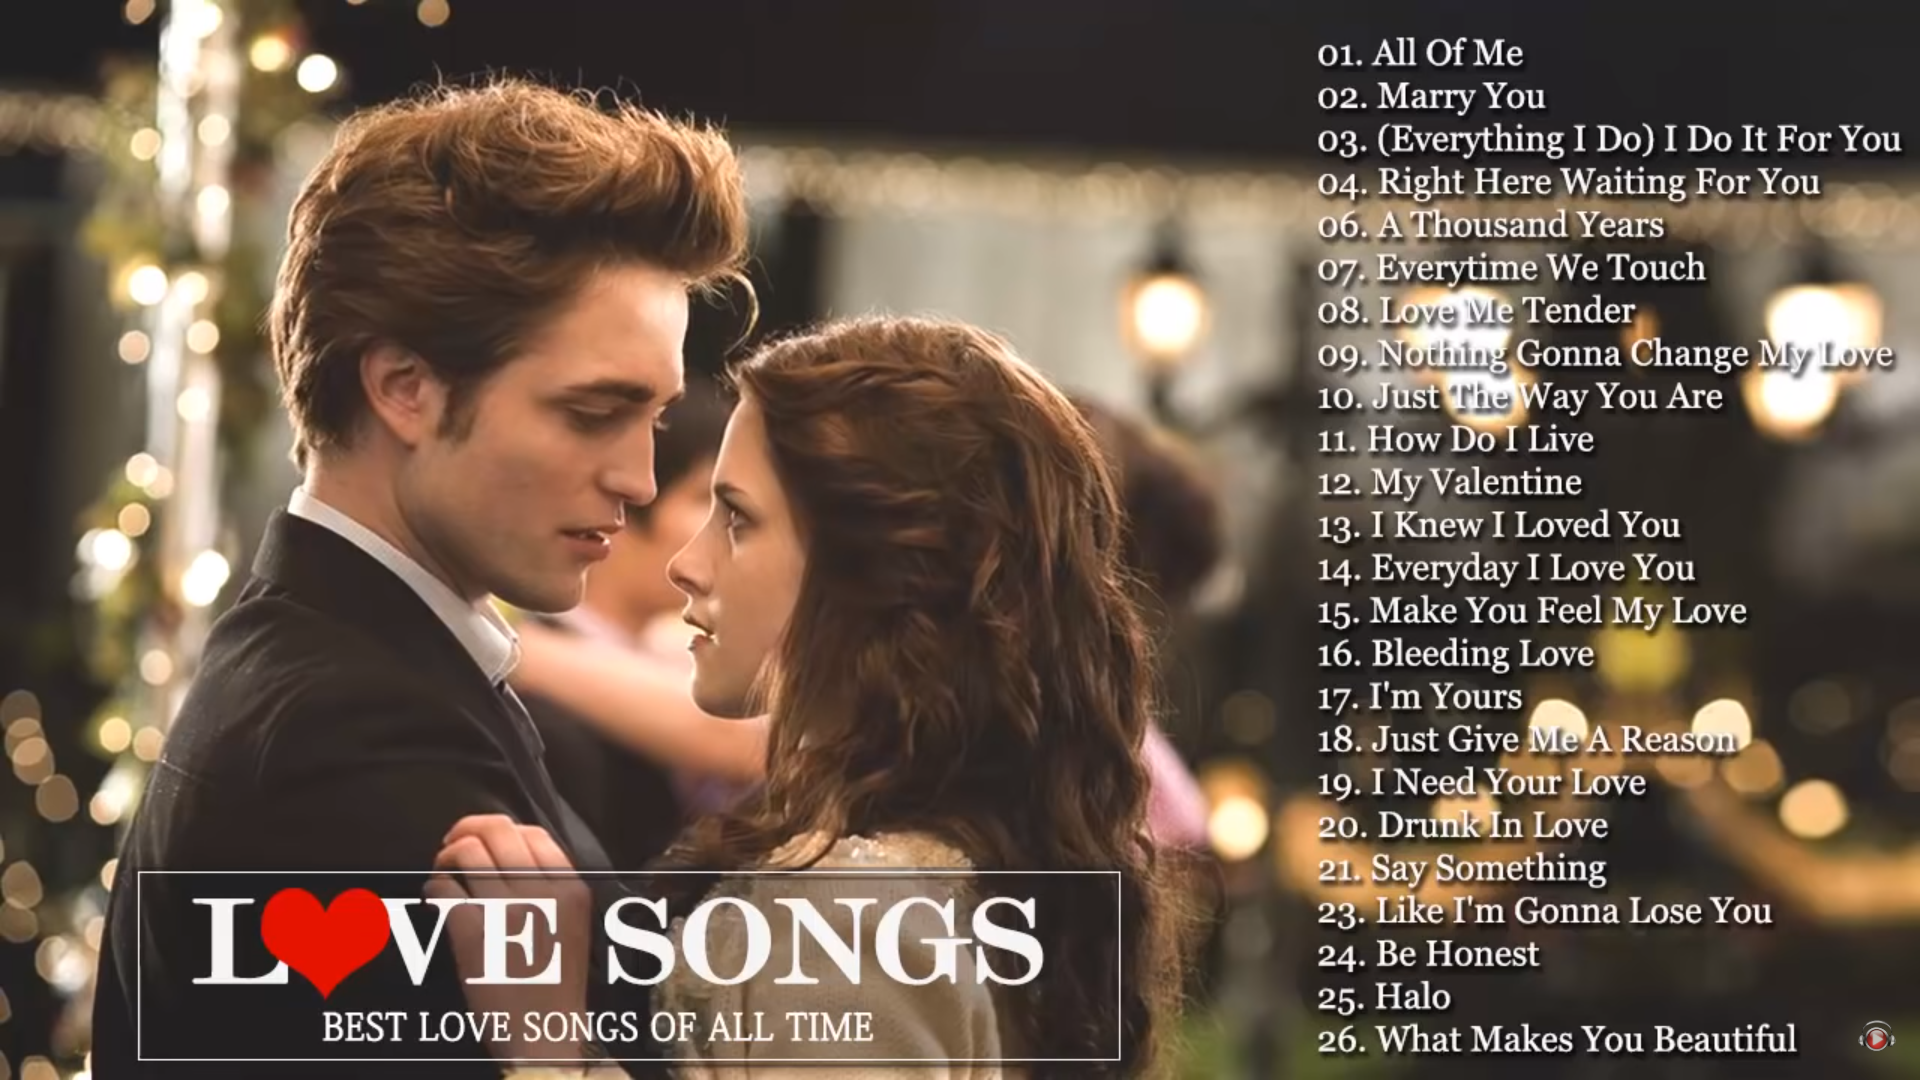 01. All Of Me
02. Marry You
03. (Everything I Do) I Do It For You
04. Right Here Waiting For You
06. A Thousand Years
07. Everytime We Touch
08. Love Me Tender
09. Nothing Gonna Change My Love
10. Just The Way You Are
11. How Do I Live
12. My Valentine
13. I Knew I Loved You
14. Everyday I Love You
15. Make You Feel My Love
16. Bleeding Love
17. I'm Yours
18. Just Give Me A Reason
19. I Need Your Love
20. Drunk In Love
21. Say Something
23. Like I'm Gonna Lose You
24. Be Honest
25. Halo
26. What Makes You Beautiful
L❤VE SONGS
BEST LOVE SONGS OF ALL TIME